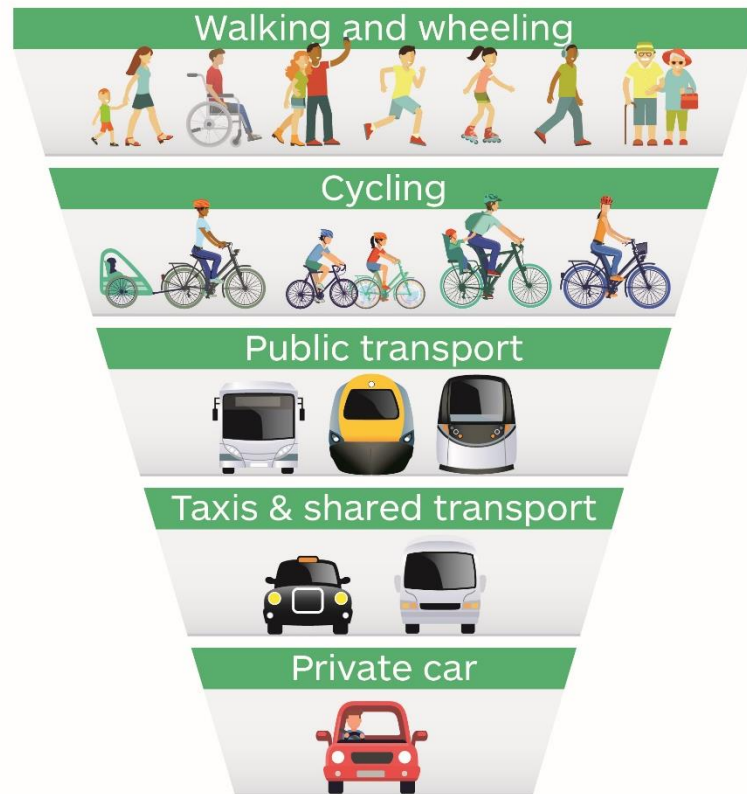 Walking and wheeling
Cycling
Public transport
Taxis & shared transport
Private car